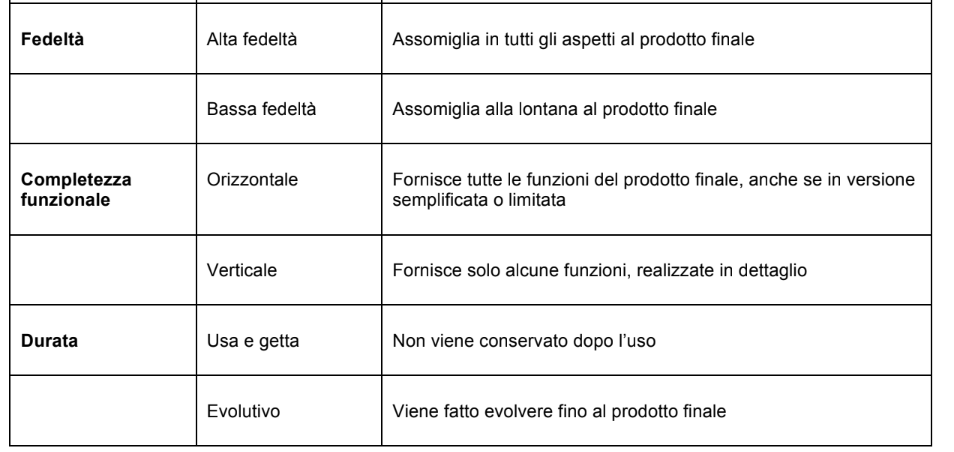 Fedeltà Alta fedeltà Assomiglia in tutti gli aspetti al prodotto finale
Bassa fedeltà Assomiglia alla lontana al prodotto finale
Completezza Orizzontale Fornisce tutte le funzioni del prodotto finale, anche se in versione
funzionale semplificata o limitata
Verticale Fornisce solo alcune funzioni, realizzate in dettaglio
Durata Usa e getta Non viene conservato dopo l’uso
Evolutivo Viene fatto evolvere fino al prodotto finale